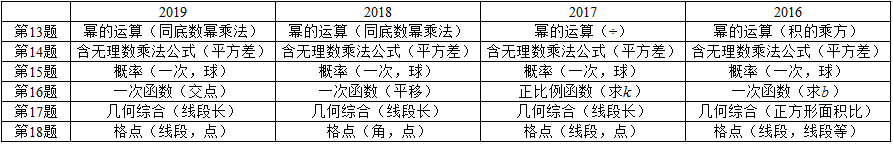 2019 2018 2017 2016
第13题 幂的运算（同底数幂乘法） 幂的运算（同底数幂乘法） 幂的运算（÷） 幂的运算（积的乘方）
第14题 含无理数乘法公式（平方差） 含无理数乘法公式（平方差） 含无理数乘法公式（平方差） 含无理数乘法公式（平方差）
第15题 概率（一次，球） 概率（一次，球） 概率（一次，球） 概率（一次，球）
第16题 一次函数（交点） 一次函数（平移） 正比例函数（求k） 一次函数（求b）
第17题 几何综合（线段长） 几何综合（线段长） 几何综合（线段长） 几何综合（正方形面积比）
第18题 格点（线段，点） 格点（角，点） 格点（线段，点） 格点（线段，线段等）